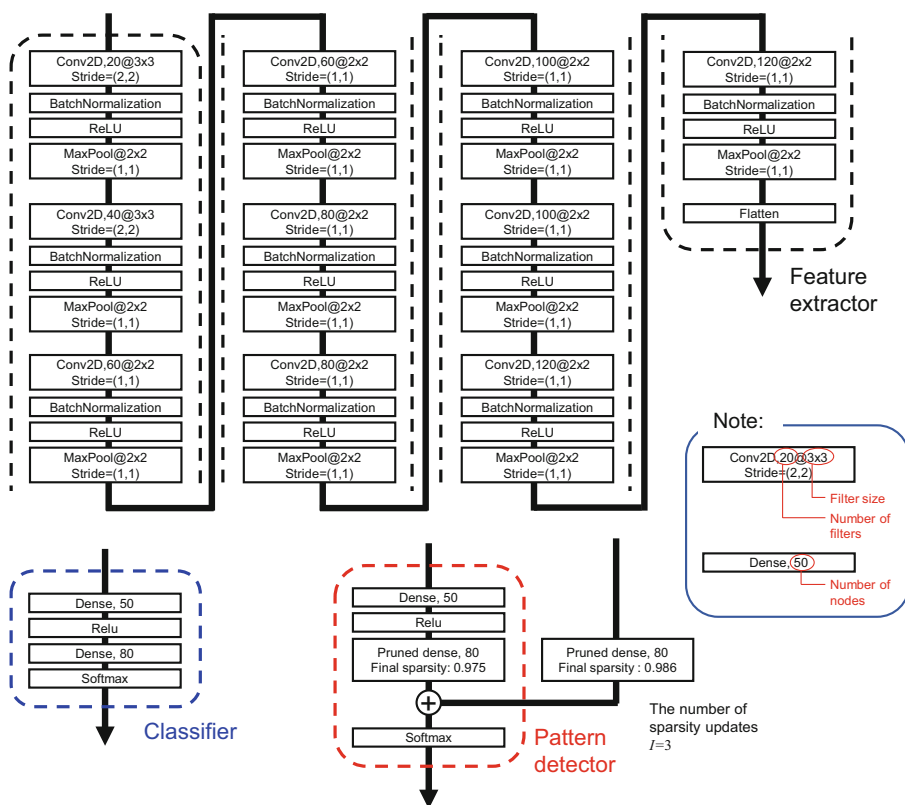 Conv2D,20@3x3
Stride=(2,2)
BatchNormalization
ReLU
MaxPool@2x2
Stride=(1,1)
Conv2D,40@3x3
Stride=(2,2)
BatchNormalization
ReLU
MaxPool@2x2
Stride=(1,1)
Conv2D,60@2x2
Stride=(1,1)
BatchNormalization
ReLU
MaxPool@2x2
Stride=(1,1)
Conv2D,60@2x2
Stride=(1,1)
BatchNormalization
ReLU
MaxPool@2x2
Stride=(1,1)
Conv2D,80@2x2
Stride=(1,1)
BatchNormalization
ReLU
MaxPool@2x2
Stride=(1,1)
Conv2D,80@2x2
Stride=(1,1)
BatchNormalization
ReLU
MaxPool@2x2
Stride=(1,1)
Conv2D,100@2x2
Stride=(1,1)
BatchNormalization
ReLU
MaxPool@2x2
Stride=(1,1)
Conv2D,100@2x2
Stride=(1,1)
BatchNormalization
ReLU
MaxPool@2x2
Stride=(1,1)
Conv2D,120@2x2
Stride=(1,1)
BatchNormalization
ReLU
MaxPool@2x2
Stride=(1,1)
Conv2D,120@2x2
Stride=(1,1)
BatchNormalization
ReLU
MaxPool@2x2
Stride=(1,1)
Flatten
Feature
extractor
Note:
Conv2D,20@3x3
Stride=(2,2)
Filter size
Number of
filters
Dense, 50
Number of
nodes
Dense, 50
Relu
Dense, 80
Softmax
Classifier
Dense, 50
Relu
Pruned dense, 80
Final sparsity: 0.975
Softmax
Pattern
detector
Pruned dense, 80
Final sparsity : 0.986
The number of
sparsity updates
I=3